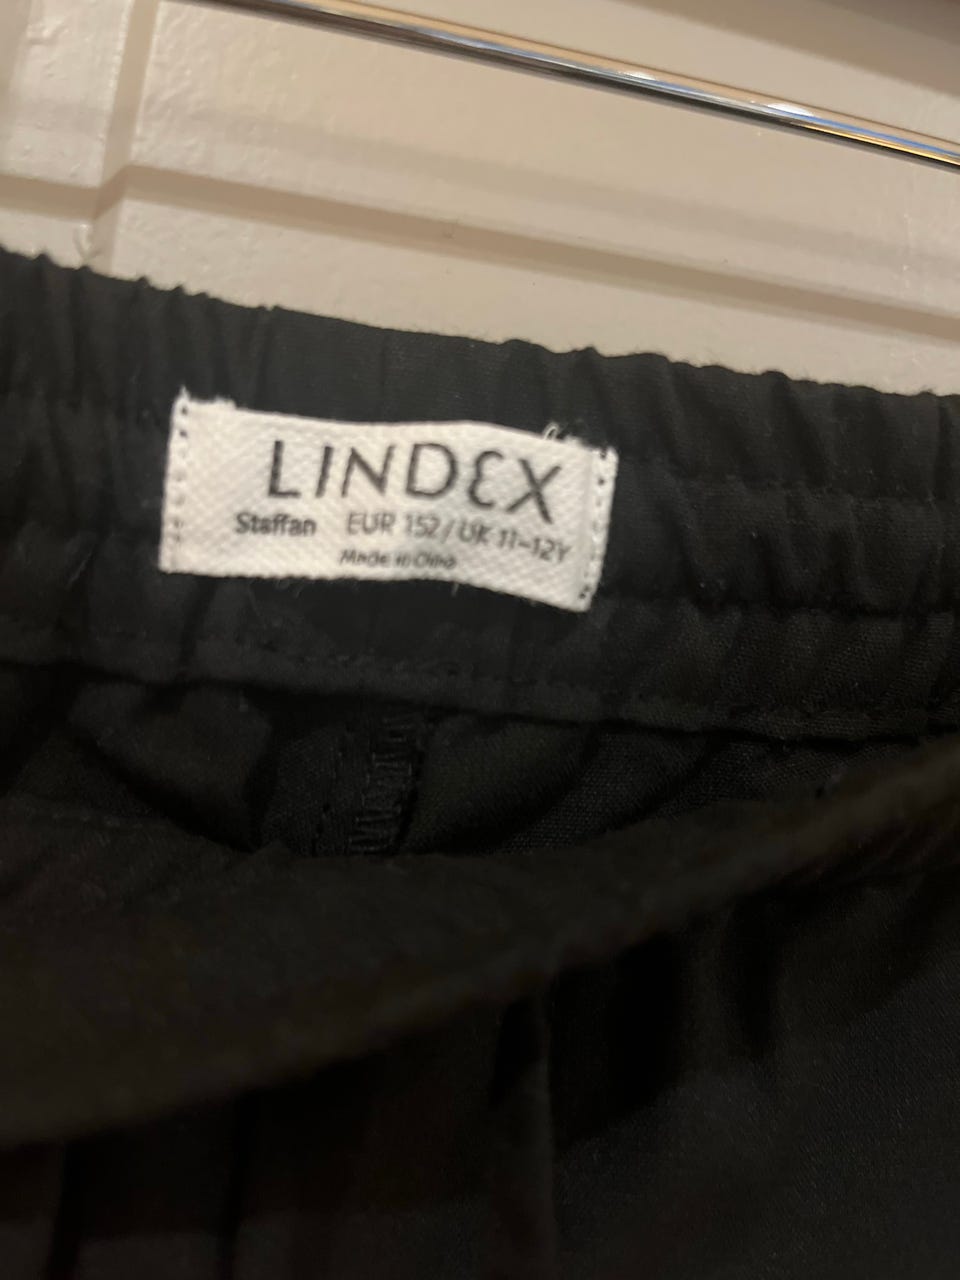 LINDEX
Staffan EUR 152 / UK 11-12Y
Made in China